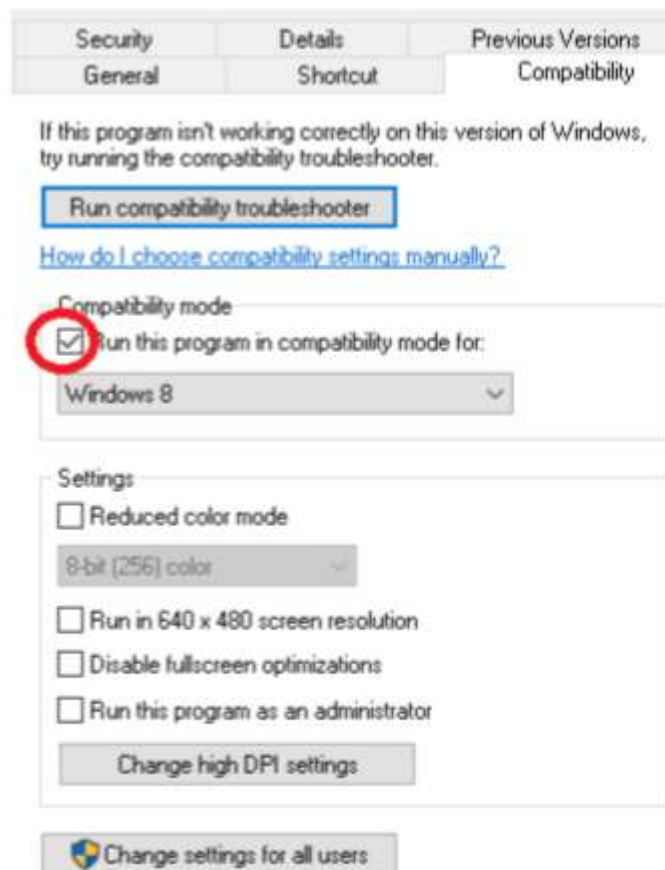 Security Details Previous Versions
General Shortcut Compatibility
If this program isn't working correctly on this version of Windows,
try running the compatibility troubleshooter.
Run compatibility troubleshooter
How do I choose compatibility settings manually?
Compatibility mode
Run this program in compatibility mode for:
Windows 8
Settings
Reduced color mode
8-bit (256) color
Run in 640 x 480 screen resolution
Disable fullscreen optimizations
Run this program as an administrator
Change high DPI settings
Change settings for all users